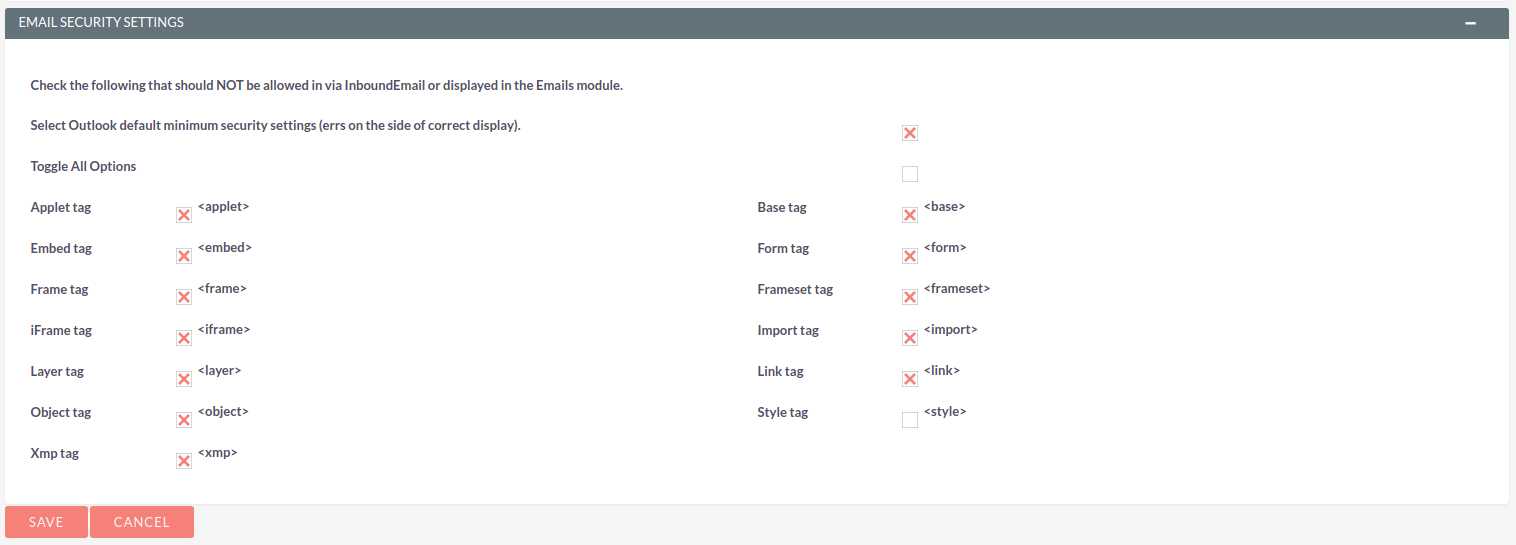 EMAIL SECURITY SETTINGS
Check the following that should NOT be allowed in via InboundEmail or displayed in the Emails module.
Select Outlook default minimum security settings (errs on the side of correct display).
Toggle All Options
Applet tag <applet> Base tag <base>
Embed tag <embed> Form tag <form>
Frame tag <frame> Frameset tag <frameset>
iFrame tag <iframe> Import tag <import>
Layer tag <layer> Link tag <link>
Object tag <object> Style tag <style>
Xmp tag <xmp>
SAVE CANCEL